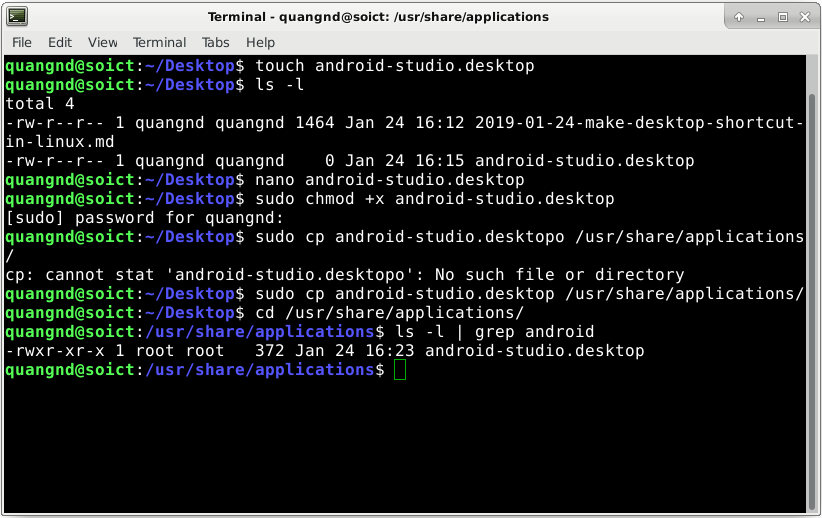 Terminal - quangnd@soict: /usr/share/applications
File Edit View Terminal Tabs Help
quangnd@soict:~/Desktop$ touch android-studio.desktop
quangnd@soict:~/Desktop$ ls -l
total 4
-rw-r--r-- 1 quangnd quangnd 1464 Jan 24 16:12 2019-01-24-make-desktop-shortcut-
in-linux.md
-rw-r--r-- 1 quangnd quangnd    0 Jan 24 16:15 android-studio.desktop
quangnd@soict:~/Desktop$ nano android-studio.desktop
quangnd@soict:~/Desktop$ sudo chmod +x android-studio.desktop
[sudo] password for quangnd:
quangnd@soict:~/Desktop$ sudo cp android-studio.desktopo /usr/share/applications
/
cp: cannot stat 'android-studio.desktopo': No such file or directory
quangnd@soict:~/Desktop$ sudo cp android-studio.desktop /usr/share/applications/
quangnd@soict:~/Desktop$ cd /usr/share/applications/
quangnd@soict:/usr/share/applications$ ls -l | grep android
-rwxr-xr-x 1 root root   372 Jan 24 16:23 android-studio.desktop
quangnd@soict:/usr/share/applications$